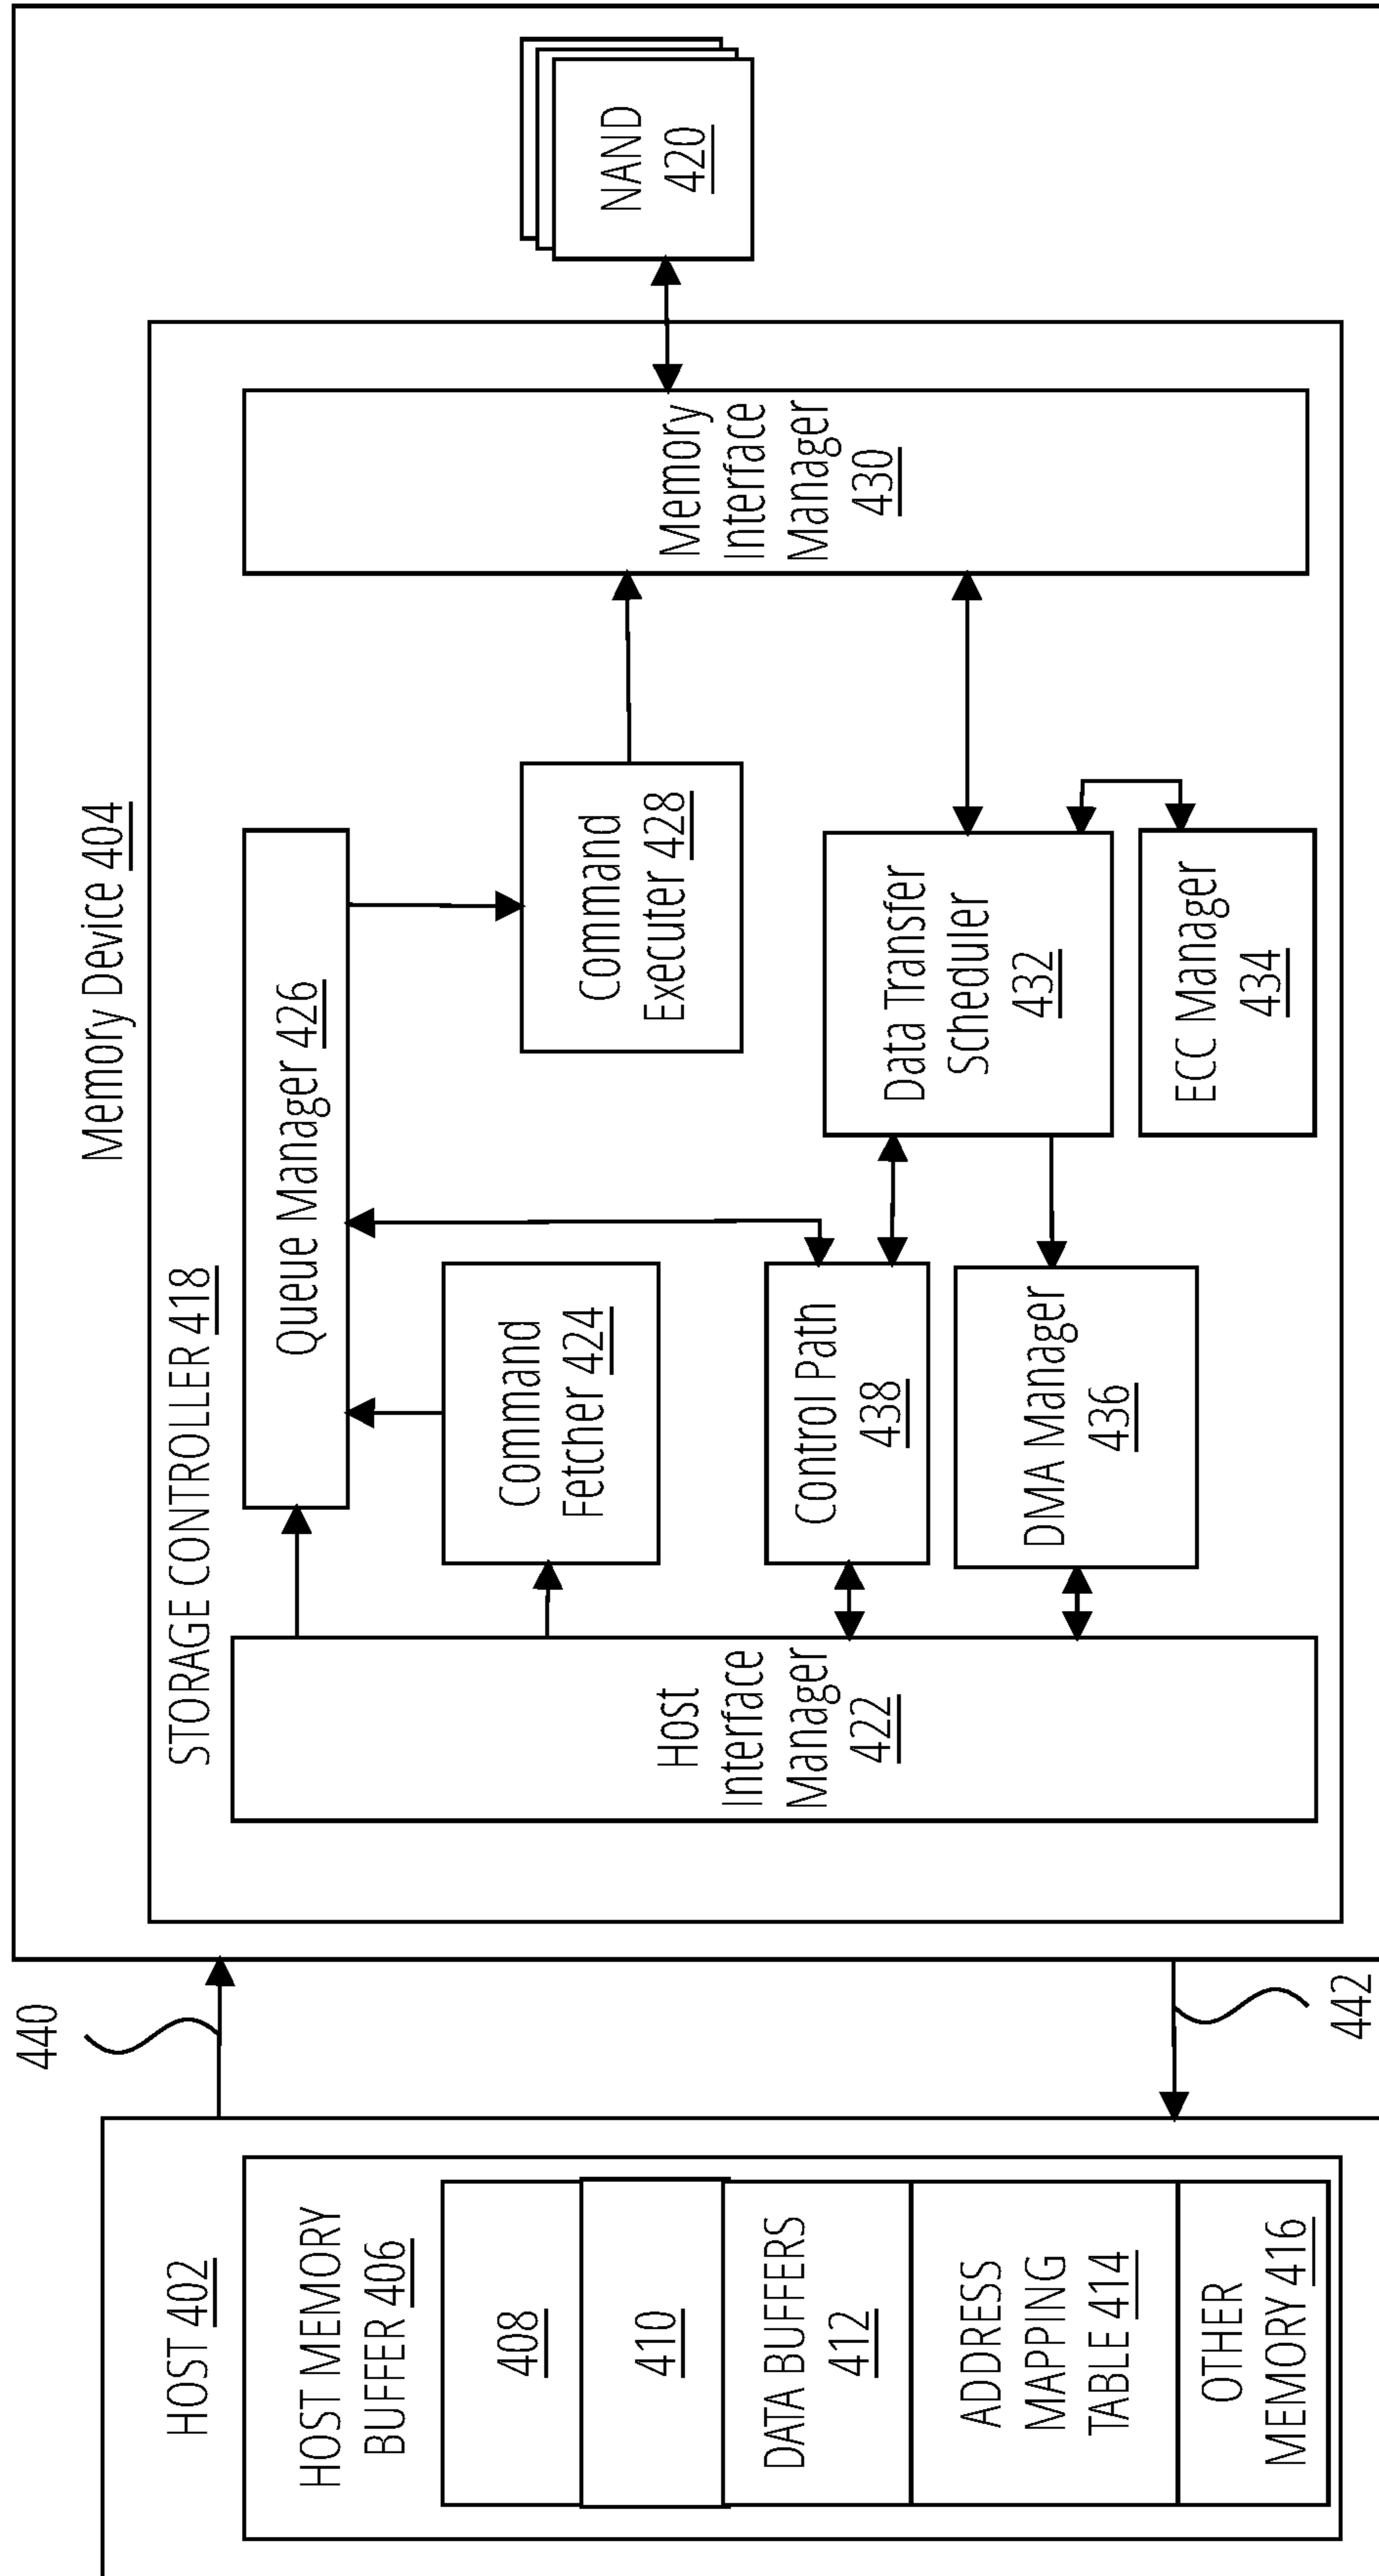 HOST 402
HOST MEMORY
BUFFER 406
408
410
DATA BUFFERS
412
ADDRESS
MAPPING
TABLE 414
OTHER
MEMORY 416
440
442
Memory Device 404
STORAGE CONTROLLER 418
Host
Interface
Manager
422
Queue Manager 426
Command
Fetcher 424
Control Path
438
DMA Manager
436
Command
Executer 428
Data Transfer
Scheduler
432
ECC Manager
434
Memory
Interface
Manager
430
NAND
420